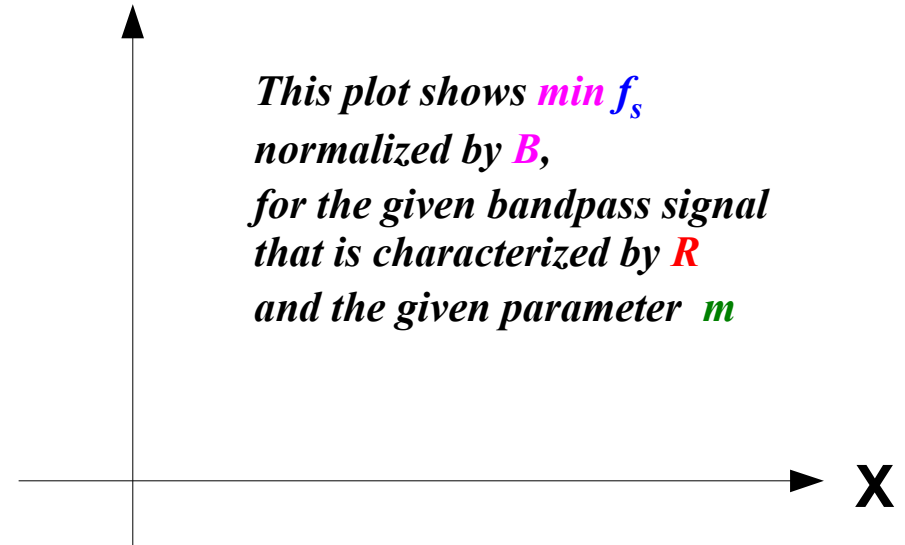 This plot shows min fs
normalized by B,
for the given bandpass signal
that is characterized by R
and the given parameter m
X